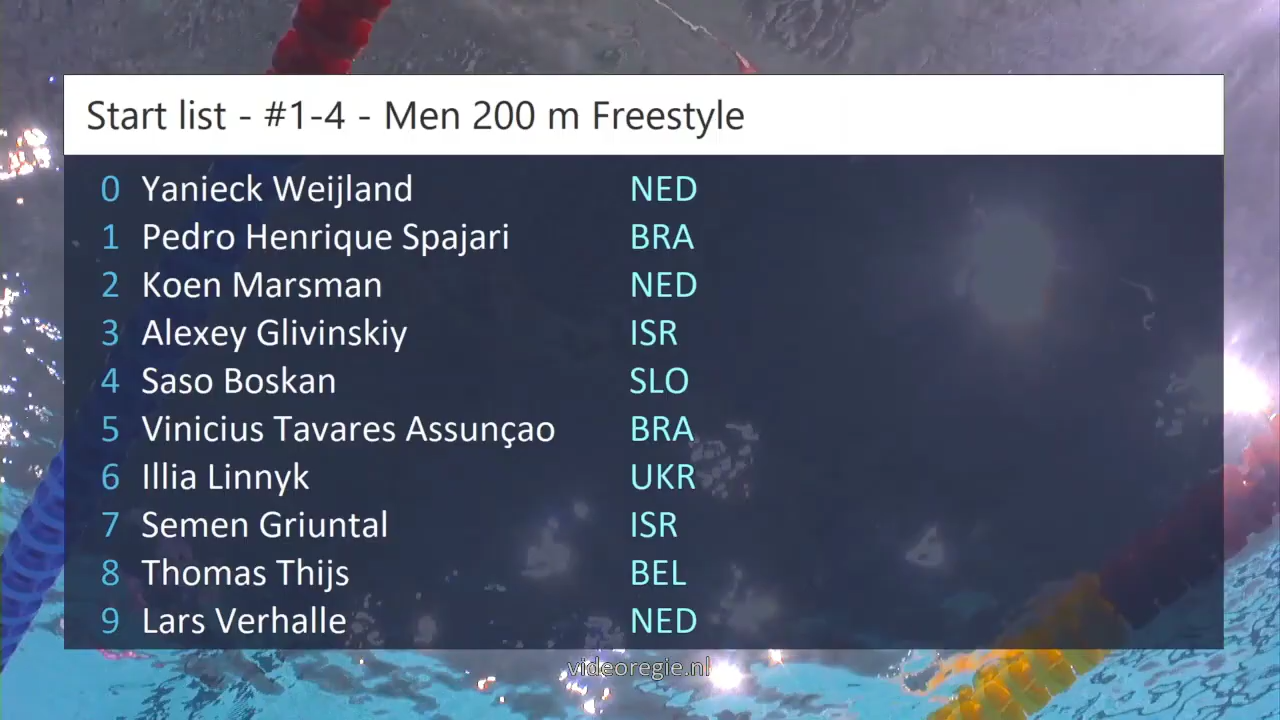 Start list - #1-4 - Men 200 m Freestyle
0 Yanieck Weijland NED
1 Pedro Henrique Spajari BRA
2 Koen Marsman NED
3 Alexey Glivinskiy ISR
4 Saso Boskan SLO
5 Vinicius Tavares Assunçao BRA
6 Illia Linnyk UKR
7 Semen Griuntal ISR
8 Thomas Thijs BEL
9 Lars Verhalle NED
videoregie.nl